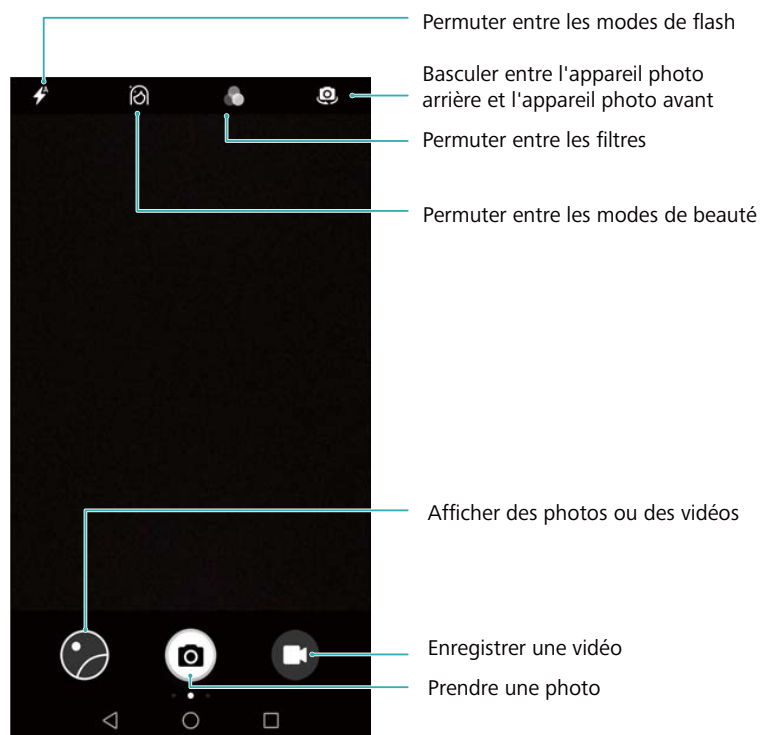 Permuter entre les modes de flash
Basculer entre l'appareil photo
arrière et l'appareil photo avant
Permuter entre les filtres
Permuter entre les modes de beauté
Afficher des photos ou des vidéos
Enregistrer une vidéo
Prendre une photo